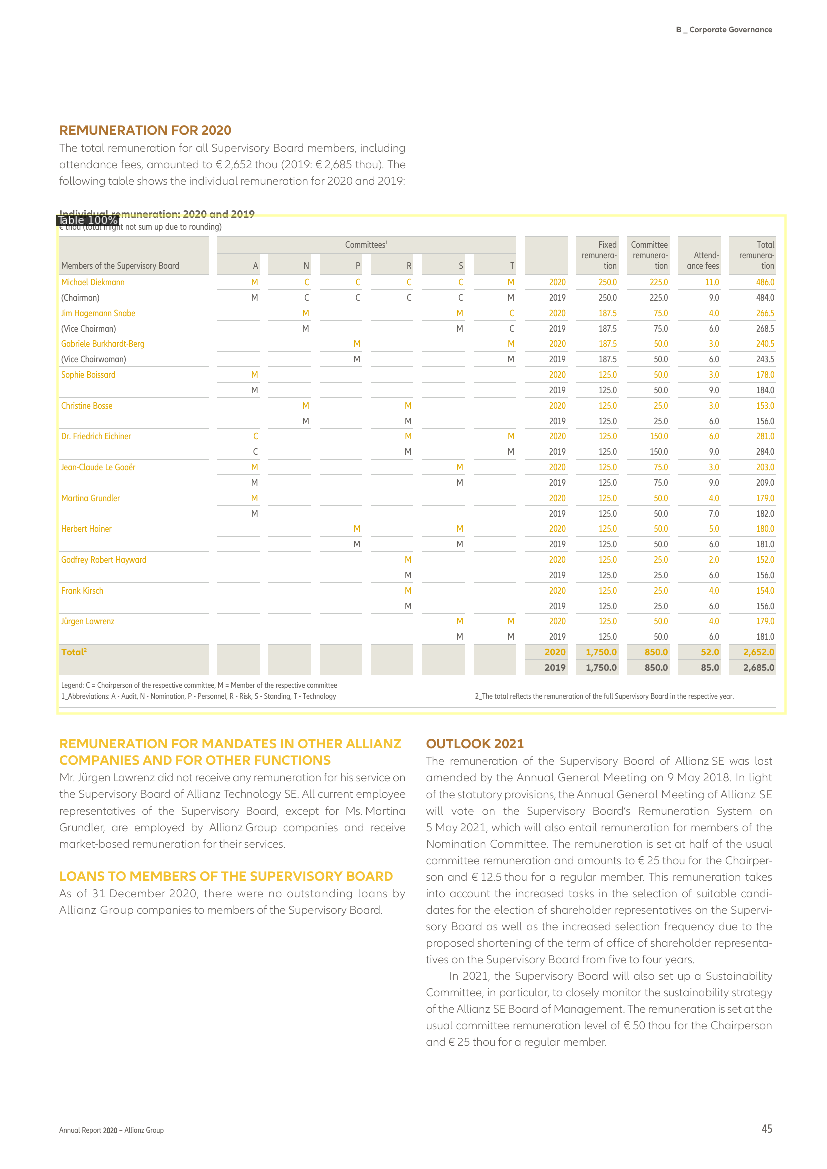 B _ Corporate Governance
REMUNERATION FOR 2020
The total remuneration for all Supervisory Board members, including
attendance fees, amounted to € 2,652 thou (2019: € 2,685 thou). The
following table shows the individual remuneration for 2020 and 2019:
Individual remuneration: 2020 and 2019
Table 100%
€ thou (total might not sum up due to rounding)
Members of the Supervisory Board Committees¹ A N P R S T Fixed remunera-tion Committee remunera-tion Attend-ance fees Total remunera-tion
Michael Diekmann M C C C C M 2020 250.0 225.0 11.0 486.0
(Chairman) M C C C C M 2019 250.0 225.0 9.0 484.0
Jim Hagemann Snabe M M C 2020 187.5 75.0 4.0 266.5
(Vice Chairman) M M C 2019 187.5 75.0 6.0 268.5
Gabriele Burkhardt-Berg M M 2020 187.5 50.0 3.0 240.5
(Vice Chairwoman) M M 2019 187.5 50.0 6.0 243.5
Sophie Boissard M 2020 125.0 50.0 3.0 178.0
M 2019 125.0 50.0 9.0 184.0
Christine Bosse M M 2020 125.0 25.0 3.0 153.0
M M 2019 125.0 25.0 6.0 156.0
Dr. Friedrich Eichiner C M M 2020 125.0 150.0 6.0 281.0
C M M 2019 125.0 150.0 9.0 284.0
Jean-Claude Le Goaër M M 2020 125.0 75.0 3.0 203.0
M M 2019 125.0 75.0 9.0 209.0
Martina Grundler M 2020 125.0 50.0 4.0 179.0
M 2019 125.0 50.0 7.0 182.0
Herbert Hainer M M 2020 125.0 50.0 5.0 180.0
M M 2019 125.0 50.0 6.0 181.0
Godfrey Robert Hayward M 2020 125.0 25.0 2.0 152.0
M 2019 125.0 25.0 6.0 156.0
Frank Kirsch M 2020 125.0 25.0 4.0 154.0
M 2019 125.0 25.0 6.0 156.0
Jürgen Lawrenz M M 2020 125.0 50.0 4.0 179.0
M M 2019 125.0 50.0 6.0 181.0
Total² 2020 1,750.0 850.0 52.0 2,652.0
2019 1,750.0 850.0 85.0 2,685.0
Legend: C = Chairperson of the respective committee, M = Member of the respective committee
1_Abbreviations: A - Audit, N - Nomination, P - Personnel, R - Risk, S - Standing, T - Technology
2_The total reflects the remuneration of the full Supervisory Board in the respective year.
REMUNERATION FOR MANDATES IN OTHER ALLIANZ
COMPANIES AND FOR OTHER FUNCTIONS
Mr. Jürgen Lawrenz did not receive any remuneration for his service on
the Supervisory Board of Allianz Technology SE. All current employee
representatives of the Supervisory Board, except for Ms. Martina
Grundler, are employed by Allianz Group companies and receive
market-based remuneration for their services.
LOANS TO MEMBERS OF THE SUPERVISORY BOARD
As of 31 December 2020, there were no outstanding loans by
Allianz Group companies to members of the Supervisory Board.
OUTLOOK 2021
The remuneration of the Supervisory Board of Allianz SE was last
amended by the Annual General Meeting on 9 May 2018. In light
of the statutory provisions, the Annual General Meeting of Allianz SE
will vote on the Supervisory Board's Remuneration System on
5 May 2021, which will also entail remuneration for members of the
Nomination Committee. The remuneration is set at half of the usual
committee remuneration and amounts to € 25 thou for the Chairper-
son and € 12.5 thou for a regular member. This remuneration takes
into account the increased tasks in the selection of suitable candi-
dates for the election of shareholder representatives on the Supervi-
sory Board as well as the increased selection frequency due to the
proposed shortening of the term of office of shareholder representa-
tives on the Supervisory Board from five to four years.
In 2021, the Supervisory Board will also set up a Sustainability
Committee, in particular, to closely monitor the sustainability strategy
of the Allianz SE Board of Management. The remuneration is set at the
usual committee remuneration level of € 50 thou for the Chairperson
and € 25 thou for a regular member.
Annual Report 2020 – Allianz Group
45